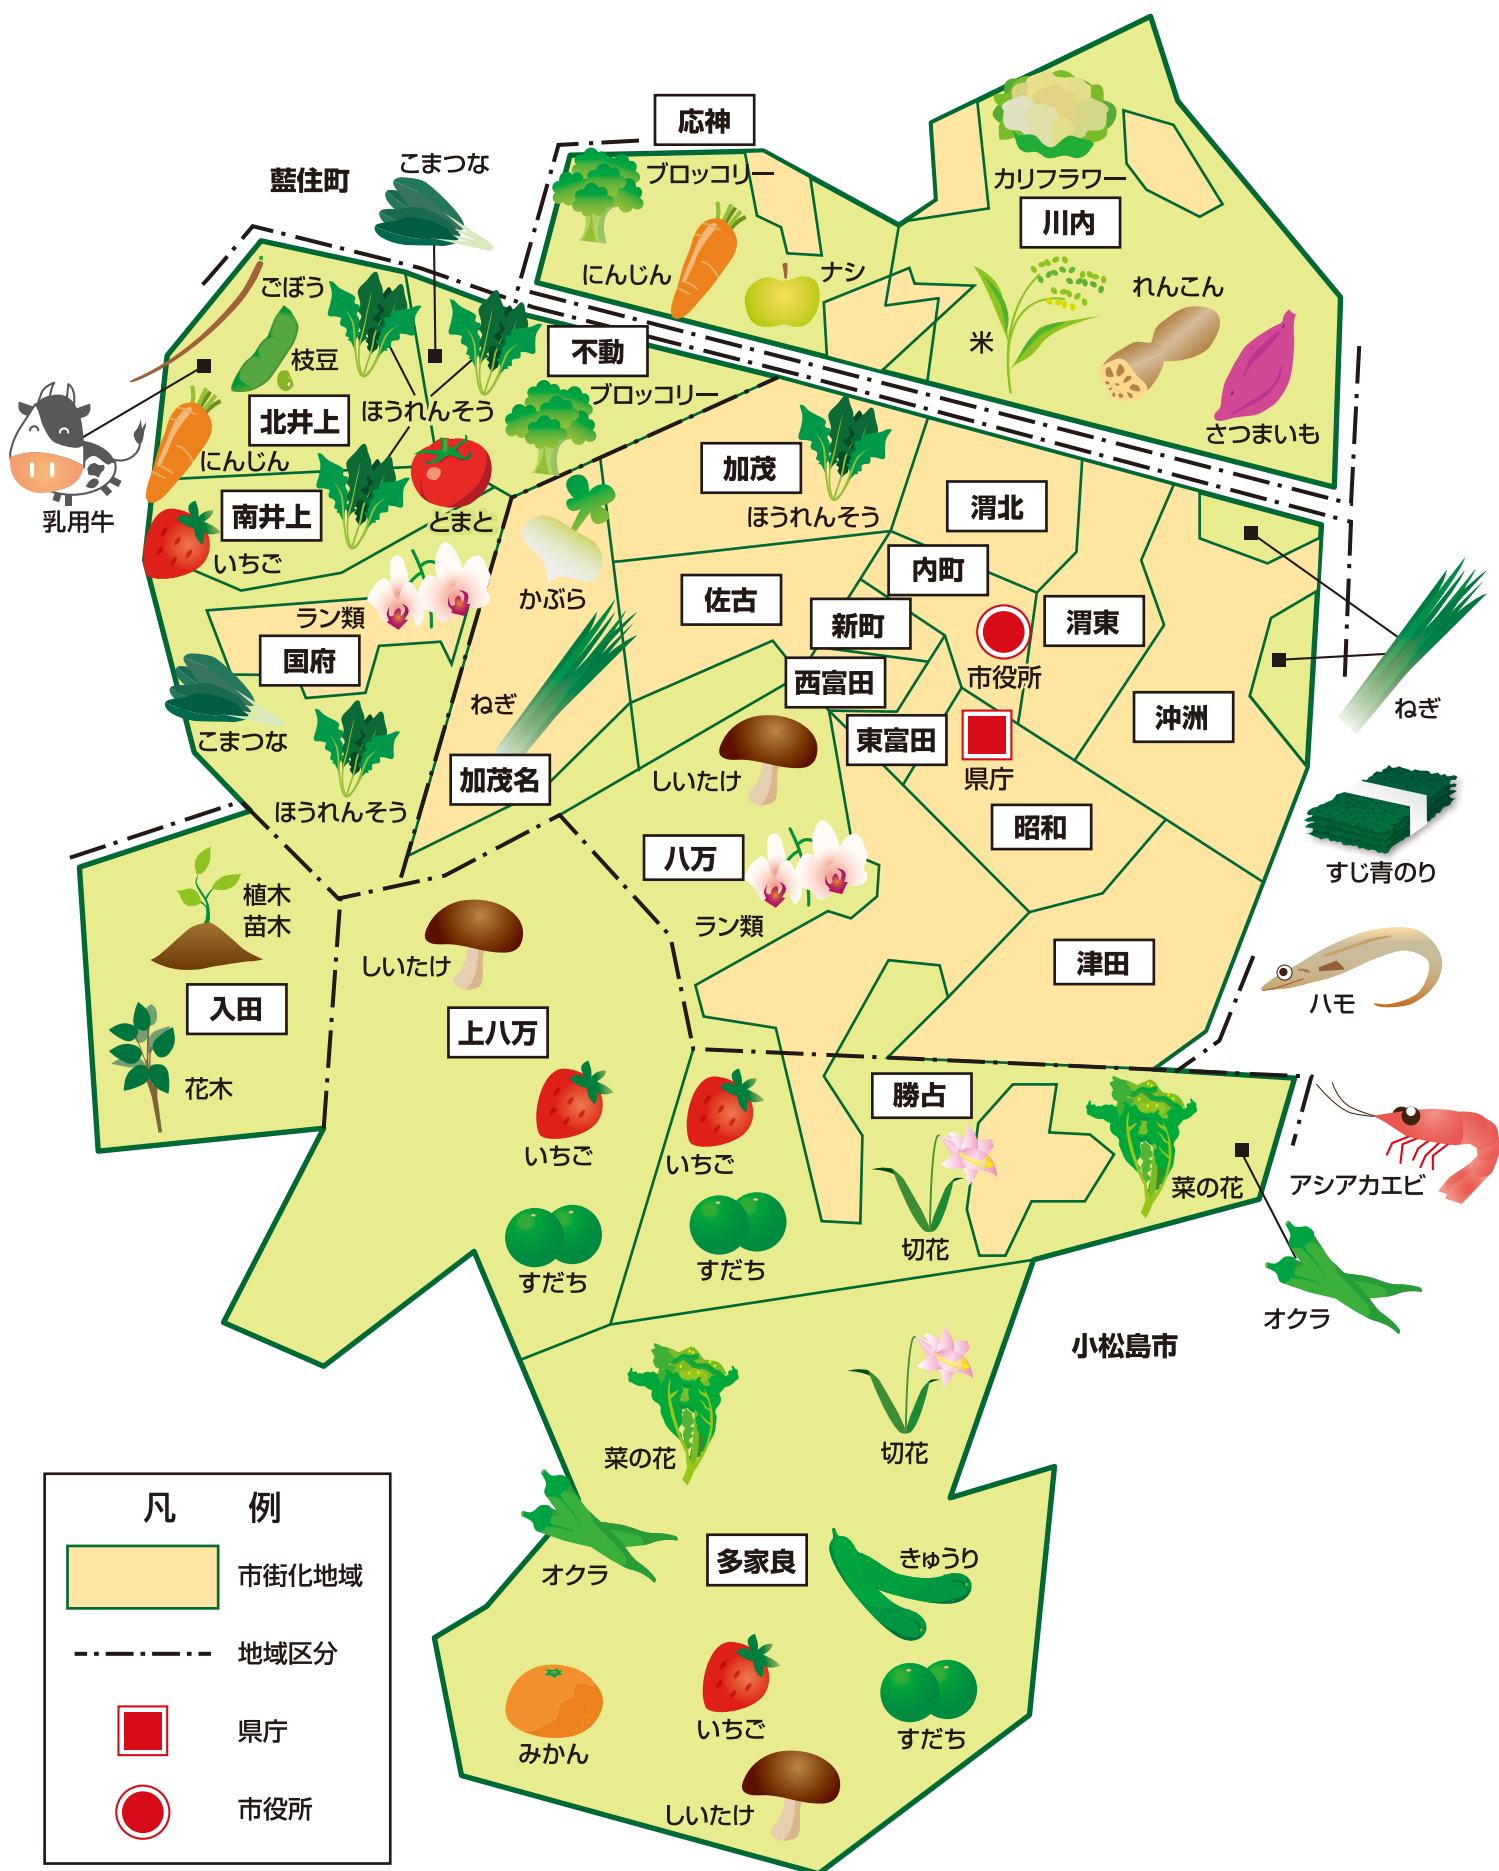 応神
ブロッコリー
にんじん
ナシ
カリフラワー
川内
米
れんこん
さつまいも
藍住町
こまつな
ごぼう
枝豆
北井上
にんじん
乳用牛
ほうれんそう
不動
ブロッコリー
南井上
いちご
とまと
加茂
ほうれんそう
渭北
内町
佐古
新町
渭東
市役所
西富田
東富田
県庁
沖洲
ねぎ
かぶら
ラン類
国府
こまつな
ほうれんそう
ねぎ
加茂名
しいたけ
八万
ラン類
昭和
津田
すじ青のり
ハモ
アシアカエビ
植木
苗木
入田
花木
しいたけ
上八万
いちご
すだち
いちご
すだち
勝占
切花
菜の花
オクラ
小松島市
菜の花
切花
オクラ
多家良
きゅうり
みかん
いちご
すだち
しいたけ
凡 例
市街化地域
地域区分
県庁
市役所